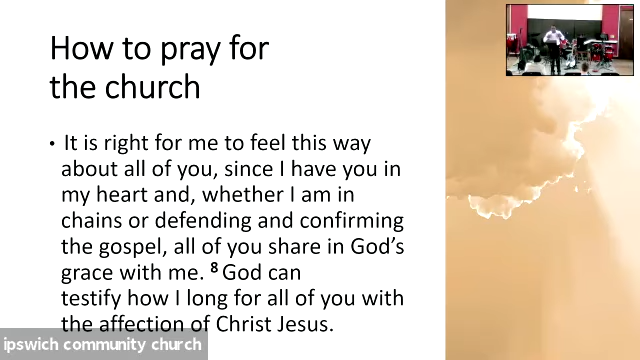 How to pray for
the church
• It is right for me to feel this way
about all of you, since I have you in
my heart and, whether I am in
chains or defending and confirming
the gospel, all of you share in God’s
grace with me. 8 God can
testify how I long for all of you with
the affection of Christ Jesus.
ipswich community church